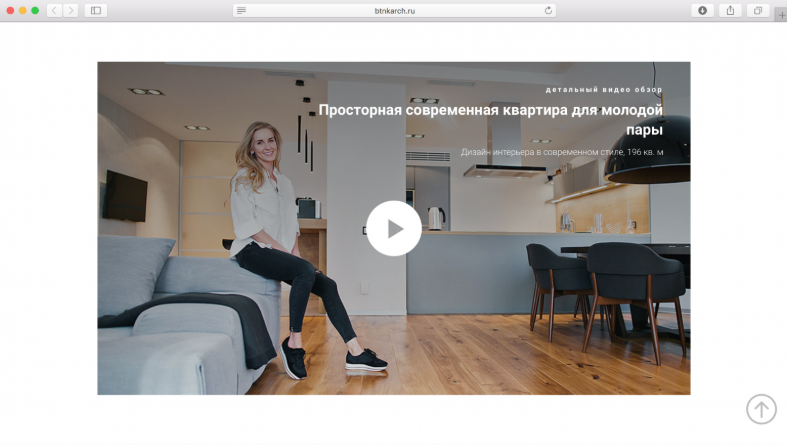 btnkarch.ru
детальный видео обзор
Просторная современная квартира для молодой
пары
Дизайн интерьера в современном стиле, 196 кв. м